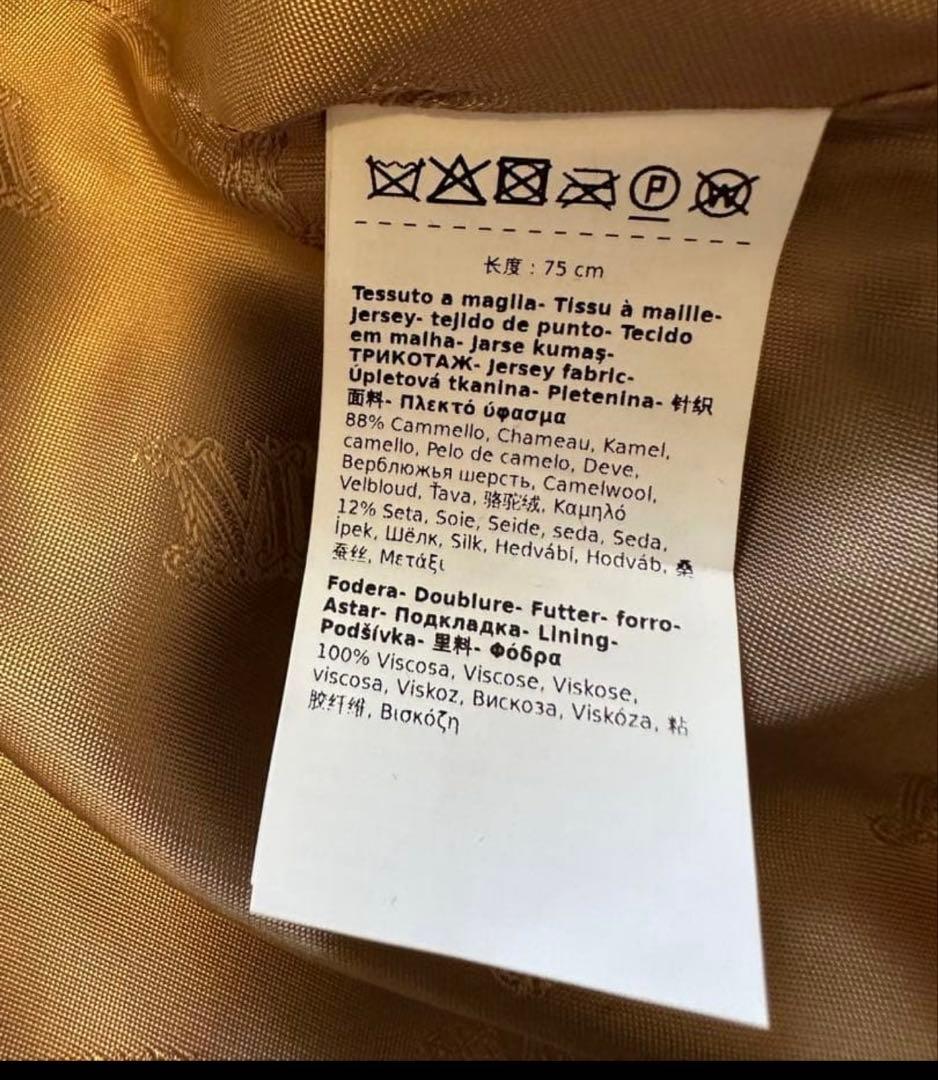 P W
长度 : 75 cm
Tessuto a maglia- Tissu à maille-
Jersey- tejido de punto- Tecido
em malha- Jarse kumaş-
ТРИКОТАЖ- Jersey fabric-
Úpletová tkanina- Pletenina- 针织
面料- Πλεκτό ύφασμα
88% Cammello, Chameau, Kamel,
camello, Pelo de camelo, Deve,
Верблюжья шерсть, Camelwool,
Velbloud, Ťava, 骆驼绒, Καμηλό
12% Seta, Soie, Seide, seda, Seda,
İpek, Шёлк, Silk, Hedvábí, Hodváb, 桑
蚕丝, Μετάξι
Fodera- Doublure- Futter- forro-
Astar- Подкладка- Lining-
Podšívka- 里料- Φόδρα
100% Viscosa, Viscose, Viskose,
viscosa, Viskoz, Вискоза, Viskóza, 粘
胶纤维, Βισκόζη